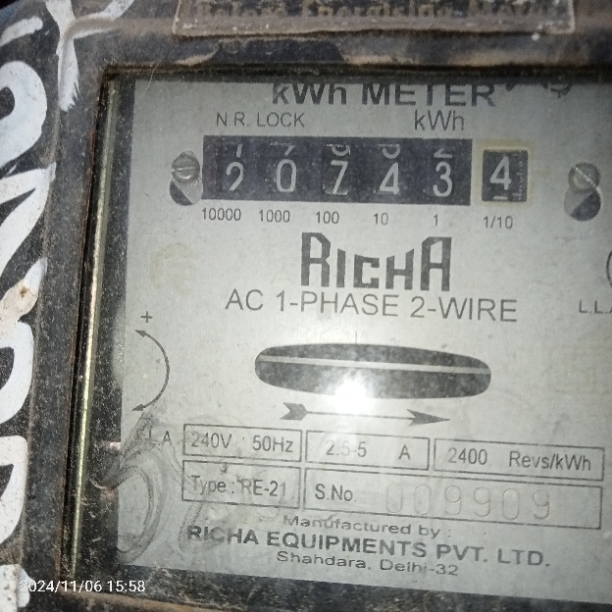 kWh METER
N.R. LOCK kWh
2 0 7 4 3 4
10000 1000 100 10 1 1/10
RICHA
AC 1-PHASE 2-WIRE
+
240V 50Hz 2.5-5 A 2400 Revs/kWh
Type : RE-21 S.No. 009909
Manufactured by :
RICHA EQUIPMENTS PVT. LTD.
Shahdara, Delhi-32
2024/11/06 15:58